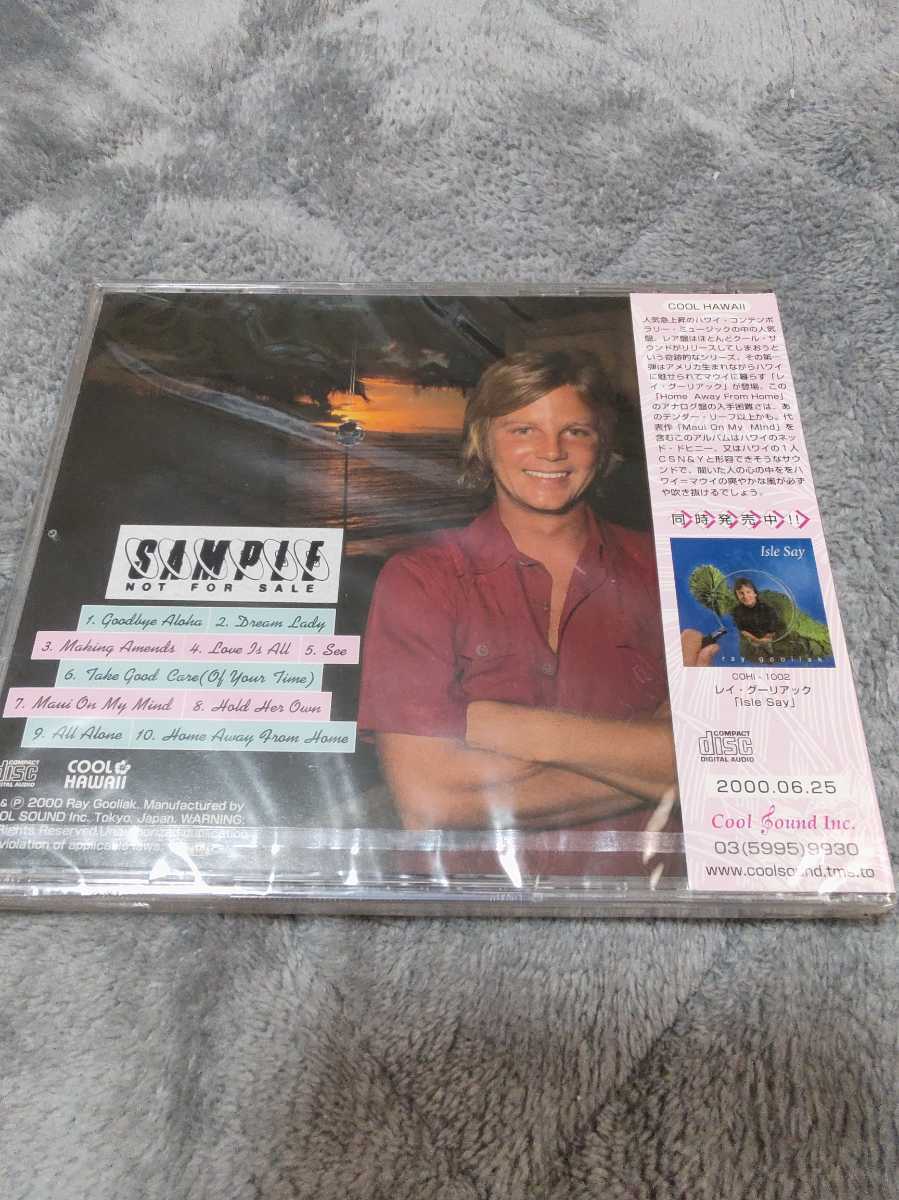 SAMPLE
NOT FOR SALE
1. Goodbye Aloha 2. Dream Lady
3. Making Amends 4. Love Is All 5. See
6. Take Good Care(Of Your Time)
7. Maui On My Mind 8. Hold Her Own
9. All Alone 10. Home Away From Home
COMPACT
disc
DIGITAL AUDIO
COOL
HAWAII
& Ⓟ 2000 Ray Gooliak. Manufactured by
OL SOUND Inc. Tokyo, Japan. WARNING:
Rights Reserved.Unauthorized duplication
violation of applicable laws.
COOL HAWAII
人気急上昇のハワイ・コンテンポ
ラリー・ミュージックの中の人気
盤、レア盤はほとんどクール・サ
ウンドがリリースしてしまおうと
いう奇跡的なシリーズ、その第一
弾はアメリカ生まれながらハワイ
に魅せられてマウイに暮らす「レ
イ・グーリアック」が登場。この
「Home Away From Home」
のアナログ盤の入手困難さは、あ
のテンダー・リーフ以上かも。代
表作「Maui On My Mind」を
含むこのアルバムはハワイのネッ
ド・ドヒニー、又はハワイの1人
CSN&Yと形容できそうなサウ
ンドで、聞いた人の心の中をを ハ
ワイ=マウイの爽やかな風が必ず
や吹き抜けるでしょう。
同時発売中!!
Isle Say
ray gooliak
COHI-1002
レイ・グーリアック
「Isle Say」
COMPACT
disc
DIGITAL AUDIO
2000.06.25
Cool Sound Inc.
03(5995)9930
www.coolsound.tms.to